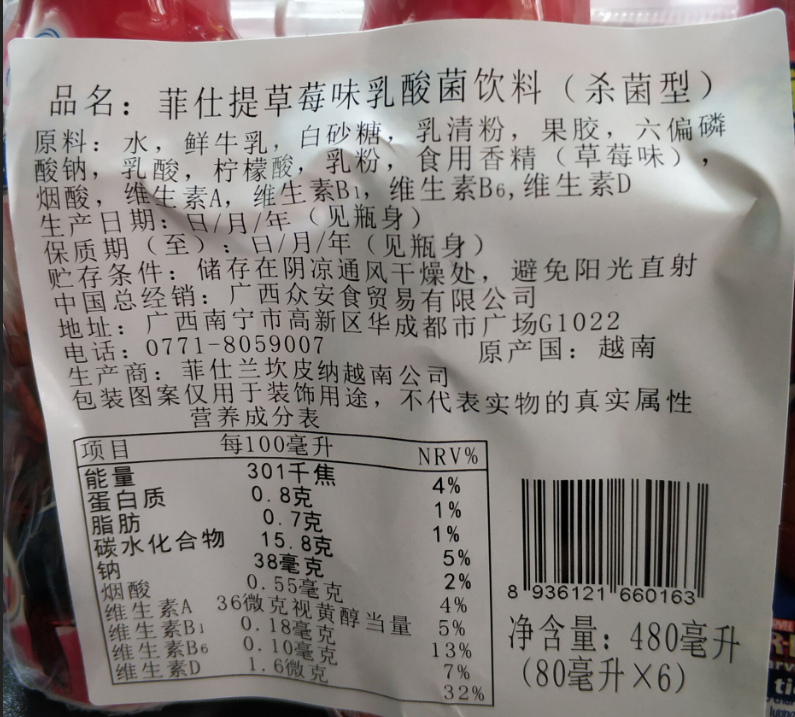 品名：菲仕提草莓味乳酸菌饮料（杀菌型）
原料：水，鲜牛乳，白砂糖，乳清粉，果胶，六偏磷
酸钠，乳酸，柠檬酸，乳粉，食用香精（草莓味），
烟酸，维生素A，维生素B1，维生素B6，维生素D
生产日期：日/月/年（见瓶身）
保质期（至）：日/月/年（见瓶身）
贮存条件：储存在阴凉通风干燥处，避免阳光直射
中国总经销：广西众安食贸易有限公司
地址：广西南宁市高新区华成都市广场G1022
电话：0771-8059007 原产国：越南
生产商：菲仕兰坎皮纳越南公司
包装图案仅用于装饰用途，不代表实物的真实属性
营养成分表
项目 每100毫升 NRV%
能量 301千焦 4%
蛋白质 0.8克 1%
脂肪 0.7克 1%
碳水化合物 15.8克 5%
钠 38毫克 2%
烟酸 0.55毫克 4%
维生素A 36微克视黄醇当量 5%
维生素B1 0.18毫克 13%
维生素B6 0.10毫克 7%
维生素D 1.6微克 32%
8 936121 660163
净含量：480毫升
（80毫升×6）